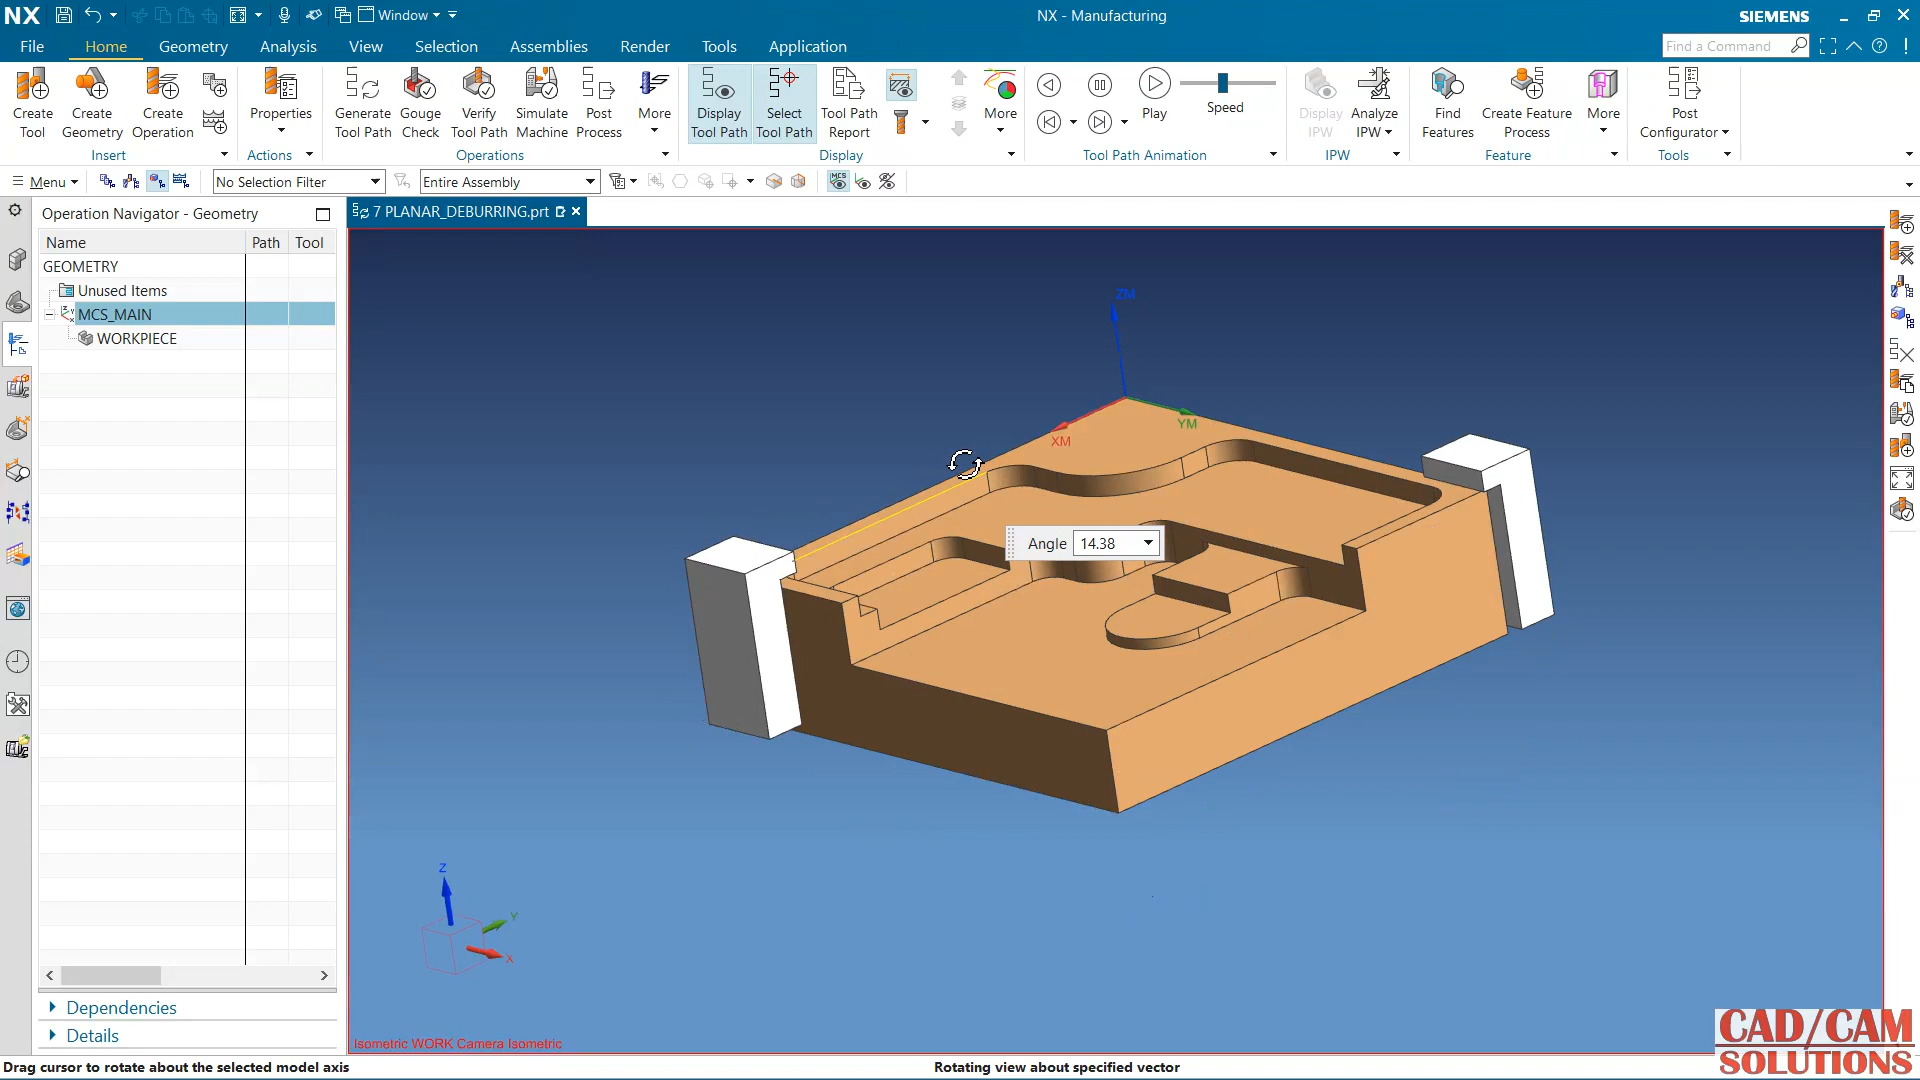 NX
Window
NX - Manufacturing
SIEMENS
File
Home
Geometry
Analysis
View
Selection
Assemblies
Render
Tools
Application
Find a Command
Create Tool
Create Geometry
Create Operation
Insert
Properties
Actions
Generate Tool Path
Gouge Check
Verify Tool Path
Simulate Machine
Post Process
More
Operations
Display Tool Path
Select Tool Path
Tool Path Report
More
Display
Play
Speed
Tool Path Animation
Display IPW
Analyze IPW
IPW
Find Features
Create Feature Process
More
Feature
Post Configurator
Tools
Menu
No Selection Filter
Entire Assembly
MCS
Operation Navigator - Geometry
7 PLANAR_DEBURRING.prt
Name
Path
Tool
GEOMETRY
Unused Items
MCS_MAIN
WORKPIECE
ZM
XM
YM
Angle 14.38
Z
Y
X
Dependencies
Details
Isometric WORK Camera Isometric
CAD/CAM
SOLUTIONS
Drag cursor to rotate about the selected model axis
Rotating view about specified vector